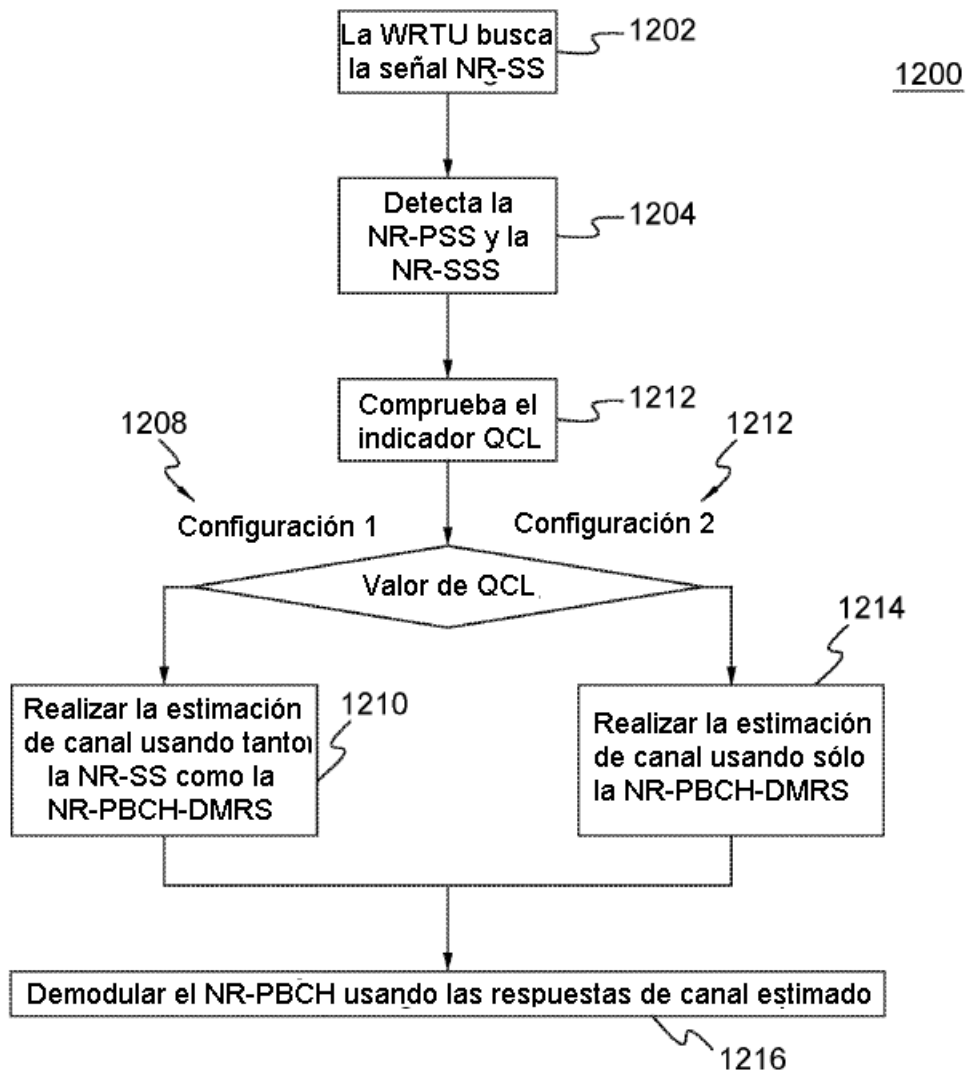 La WRTU busca
la señal NR-SS
1202
1200
Detecta la
NR-PSS y la
NR-SSS
1204
Comprueba el
indicador QCL
1212
1208
1212
Configuración 1
Configuración 2
Valor de QCL
1214
Realizar la estimación
de canal usando tanto
la NR-SS como la
NR-PBCH-DMRS
1210
Realizar la estimación
de canal usando sólo
la NR-PBCH-DMRS
Demodular el NR-PBCH usando las respuestas de canal estimado
1216